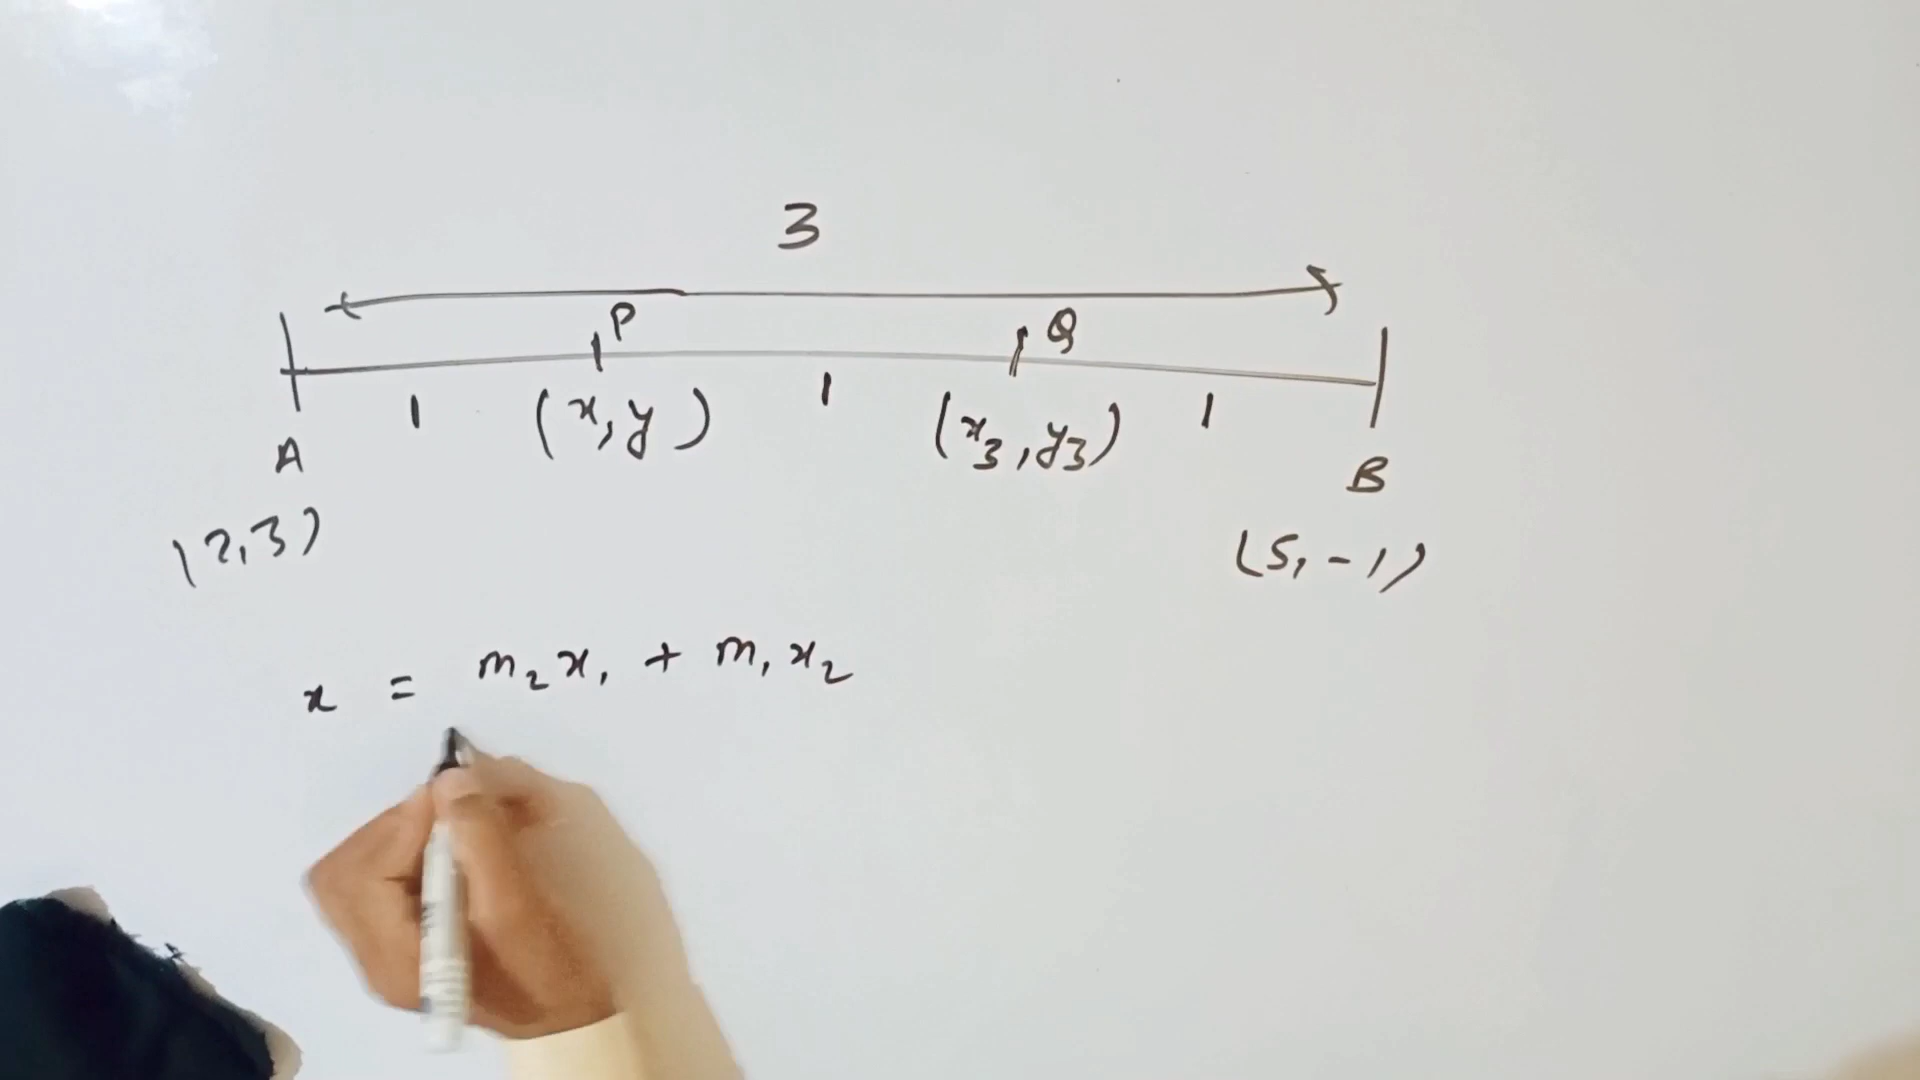 3
P Q
1 (x, y) 1 (x3, y3) 1
A B
(2,3) (5, -1)
x = m2x1 + m1x2